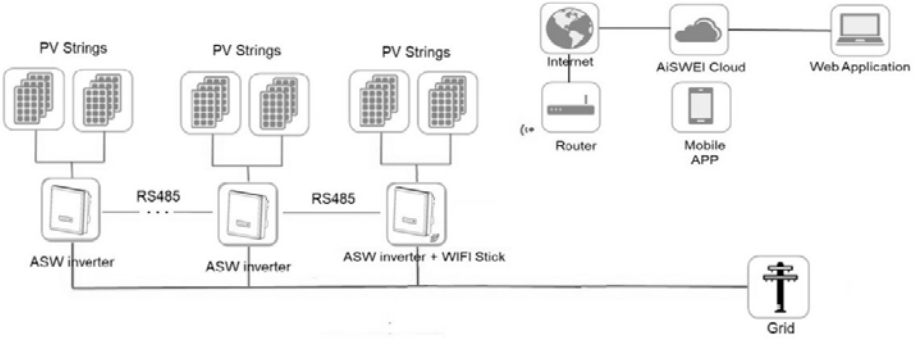 PV Strings
PV Strings
PV Strings
Internet
AiSWEI Cloud
Web Application
Router
Mobile
APP
RS485
RS485
ASW inverter
ASW inverter
ASW inverter + WIFI Stick
Grid